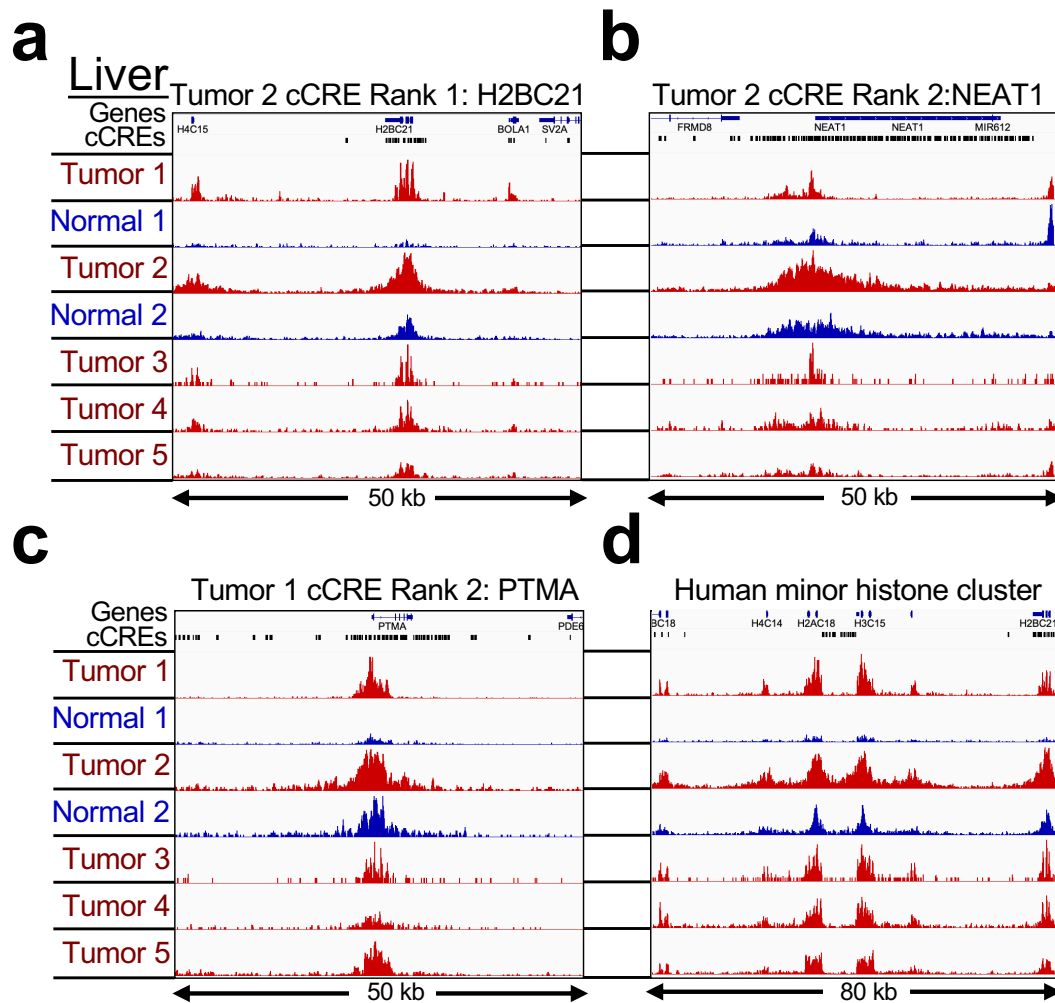 a
b
Liver
Tumor 2 cCRE Rank 1: H2BC21
Tumor 2 cCRE Rank 2:NEAT1
Genes
H4C15 H2BC21 BOLA1 SV2A
FRMD8 NEAT1 NEAT1 MIR612
cCREs
Tumor 1
Normal 1
Tumor 2
Normal 2
Tumor 3
Tumor 4
Tumor 5
50 kb
50 kb
c
d
Tumor 1 cCRE Rank 2: PTMA
Human minor histone cluster
Genes
PTMA PDE6
BC18 H4C14 H2AC18 H3C15 H2BC21
cCREs
Tumor 1
Normal 1
Tumor 2
Normal 2
Tumor 3
Tumor 4
Tumor 5
50 kb
80 kb